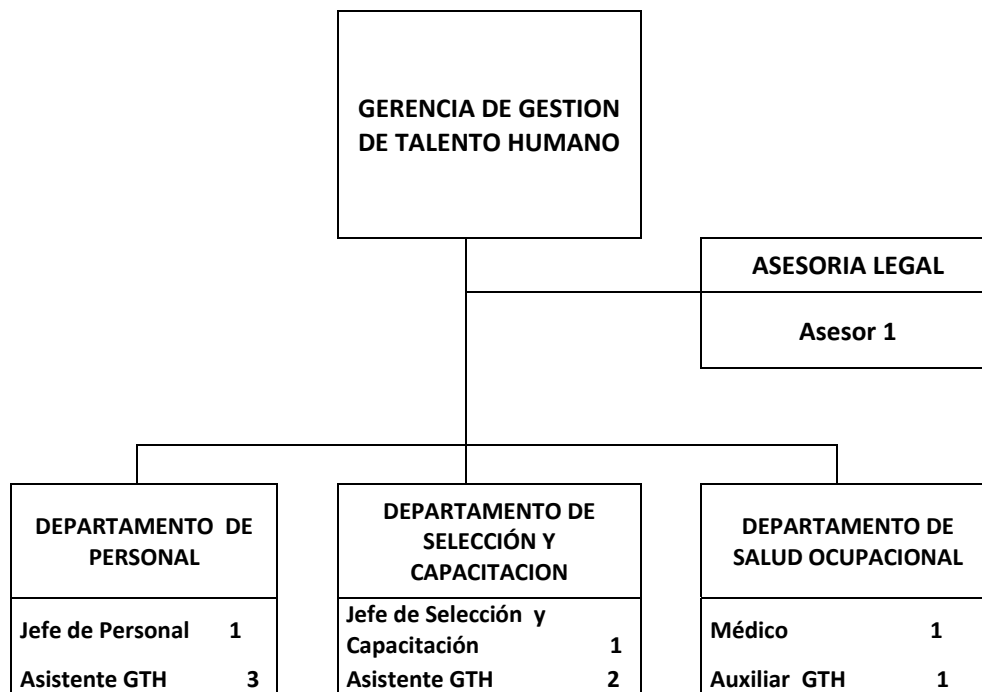 GERENCIA DE GESTION
DE TALENTO HUMANO
ASESORIA LEGAL
Asesor 1
DEPARTAMENTO DE
PERSONAL
Jefe de Personal 1
Asistente GTH 3
DEPARTAMENTO DE
SELECCIÓN Y
CAPACITACION
Jefe de Selección y
Capacitación 1
Asistente GTH 2
DEPARTAMENTO DE
SALUD OCUPACIONAL
Médico 1
Auxiliar GTH 1